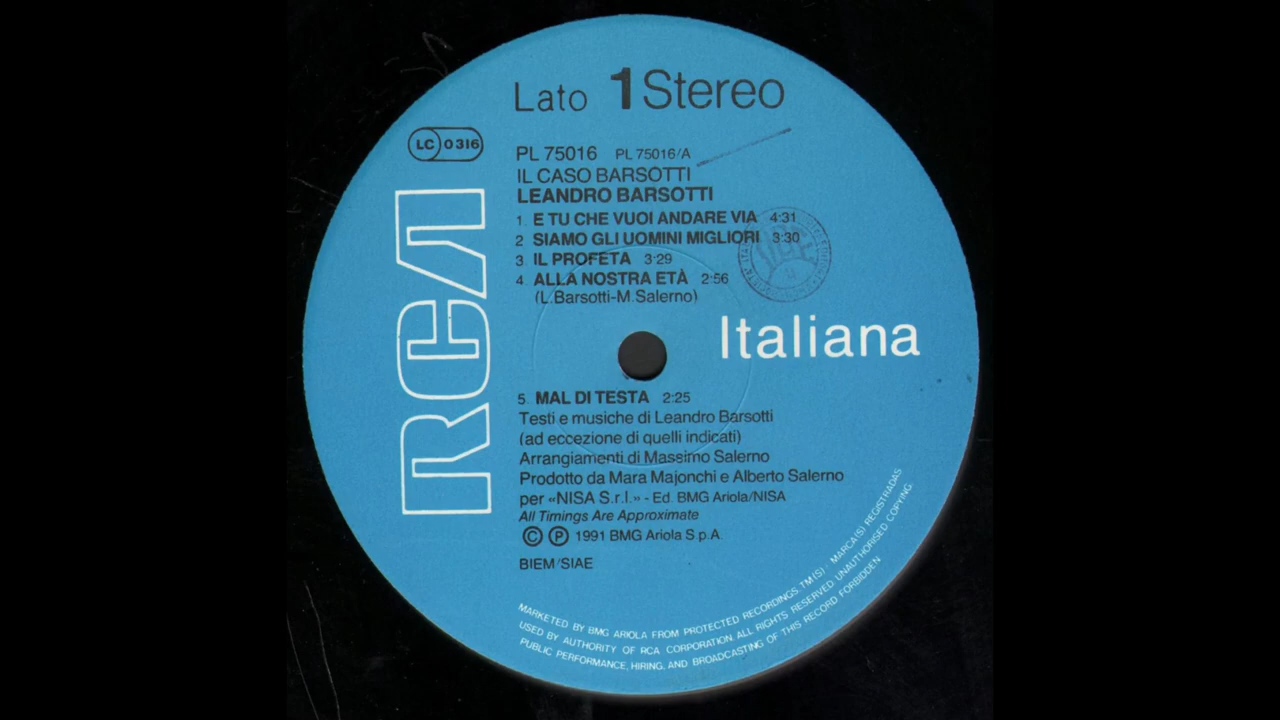 Lato 1 Stereo
LC 0316
PL 75016 PL 75016/A
IL CASO BARSOTTI
LEANDRO BARSOTTI
1. E TU CHE VUOI ANDARE VIA 4:31
2 SIAMO GLI UOMINI MIGLIORI 3:30
3. IL PROFETA 3:29
4. ALLA NOSTRA ETÀ 2:56
(L.Barsotti-M.Salerno)
RCA
Italiana
5. MAL DI TESTA 2:25
Testi e musiche di Leandro Barsotti
(ad eccezione di quelli indicati)
Arrangiamenti di Massimo Salerno
Prodotto da Mara Majonchi e Alberto Salerno
per «NISA S.r.l.» - Ed. BMG Ariola/NISA
All Timings Are Approximate
© ℗ 1991 BMG Ariola S.p.A.
BIEM/SIAE
MARKETED BY BMG ARIOLA FROM PROTECTED RECORDINGS. TM(S). MARCA(S) REGISTRADAS
USED BY AUTHORITY OF RCA CORPORATION. ALL RIGHTS RESERVED. UNAUTHORISED COPYING.
PUBLIC PERFORMANCE, HIRING, AND BROADCASTING OF THIS RECORD FORBIDDEN